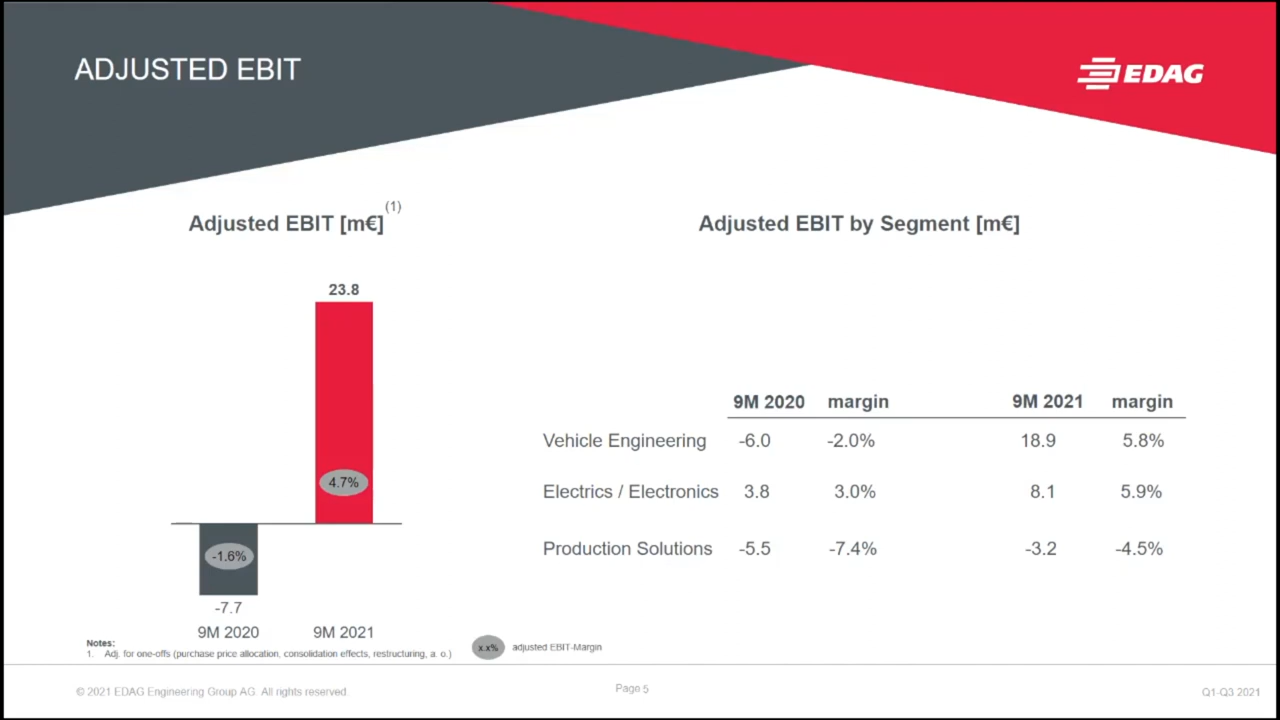 ADJUSTED EBIT
EDAG
Adjusted EBIT [m€] (1)
23.8
4.7%
-1.6%
-7.7
9M 2020 9M 2021
Adjusted EBIT by Segment [m€]
9M 2020 margin 9M 2021 margin
Vehicle Engineering -6.0 -2.0% 18.9 5.8%
Electrics / Electronics 3.8 3.0% 8.1 5.9%
Production Solutions -5.5 -7.4% -3.2 -4.5%
Notes:
1. Adj. for one-offs (purchase price allocation, consolidation effects, restructuring, a. o.)
x.x% adjusted EBIT-Margin
© 2021 EDAG Engineering Group AG. All rights reserved. Page 5 Q1-Q3 2021